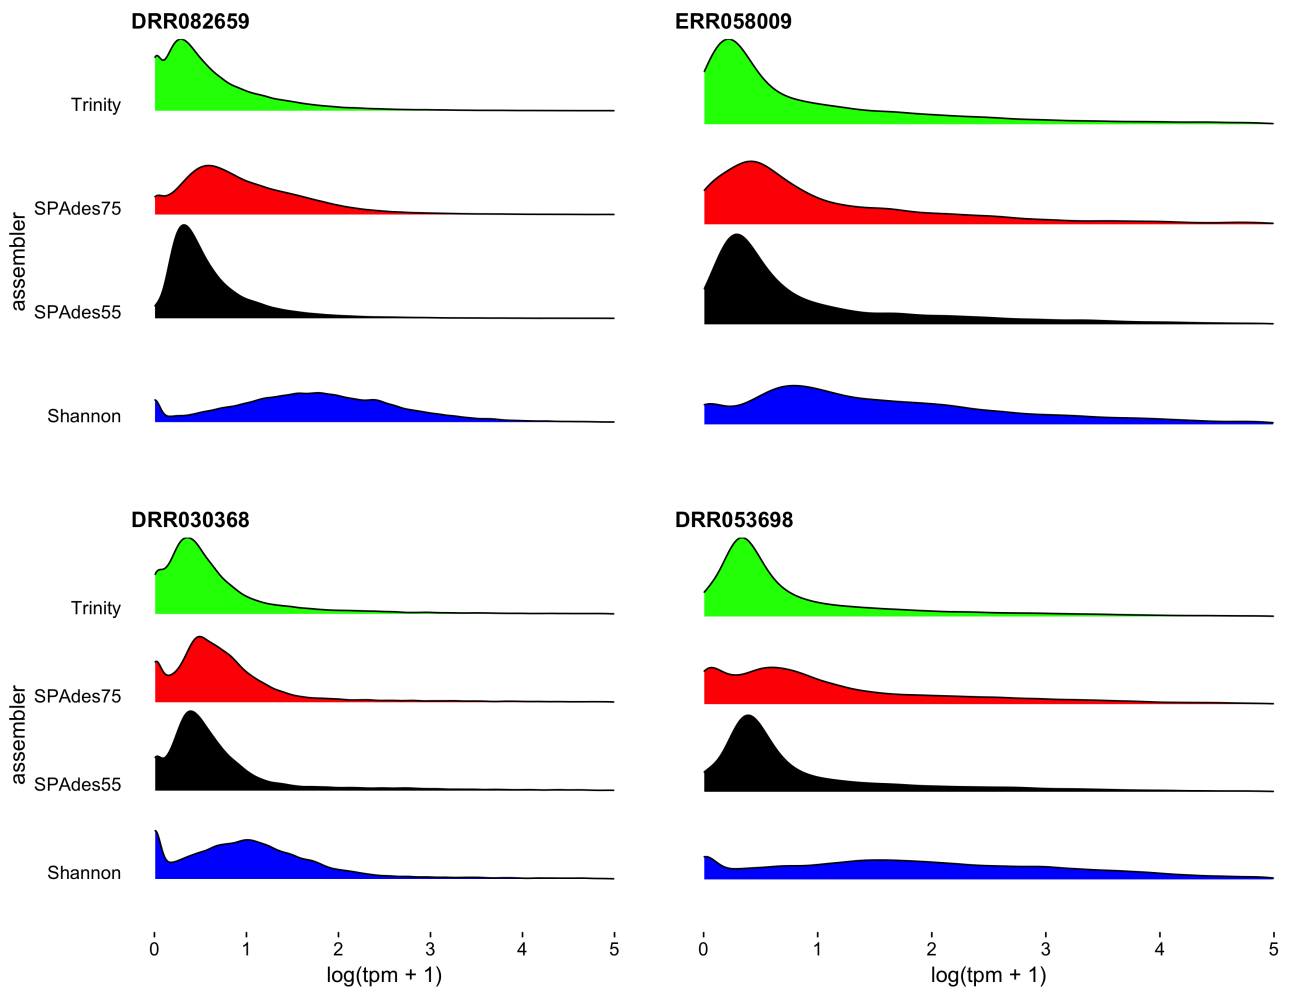 DRR082659
Trinity
SPAdes75
SPAdes55
Shannon
assembler
ERR058009
DRR030368
Trinity
SPAdes75
SPAdes55
Shannon
assembler
0 1 2 3 4 5
log(tpm + 1)
DRR053698
0 1 2 3 4 5
log(tpm + 1)